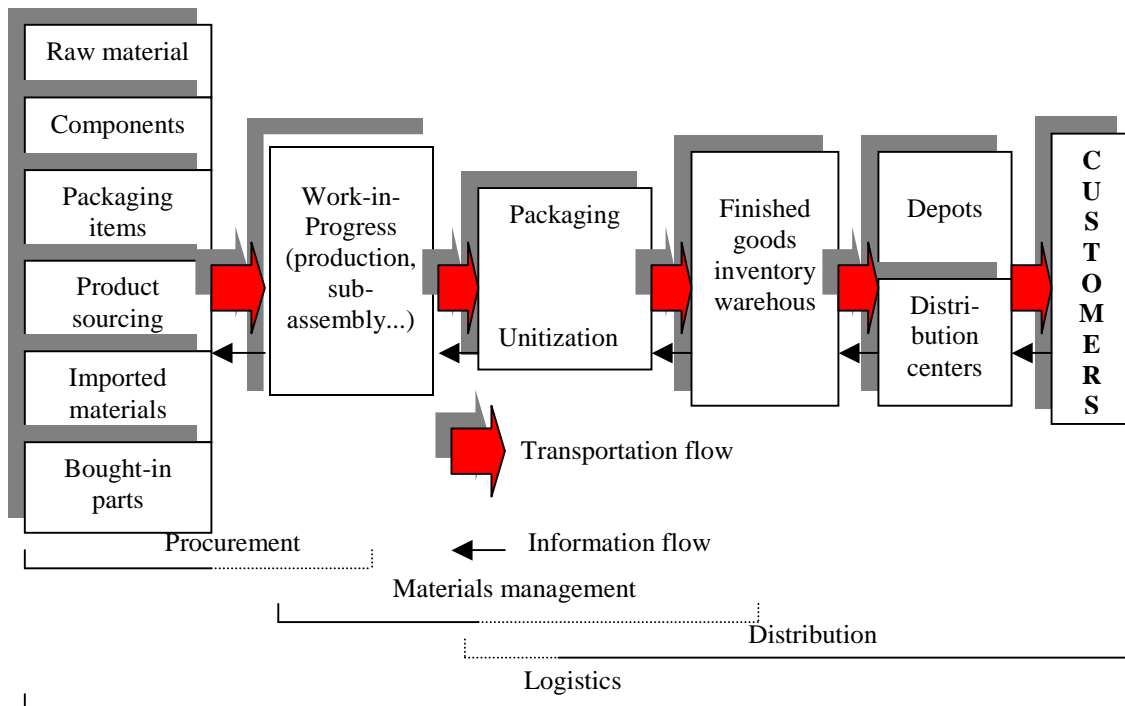 Raw material
Components
Packaging
items
Product
sourcing
Imported
materials
Bought-in
parts
Work-in-
Progress
(production,
sub-
assembly...)
Packaging
Unitization
Finished
goods
inventory
warehous
Depots
Distri-
bution
centers
C
U
S
T
O
M
E
R
S
Transportation flow
Information flow
Procurement
Materials management
Distribution
Logistics